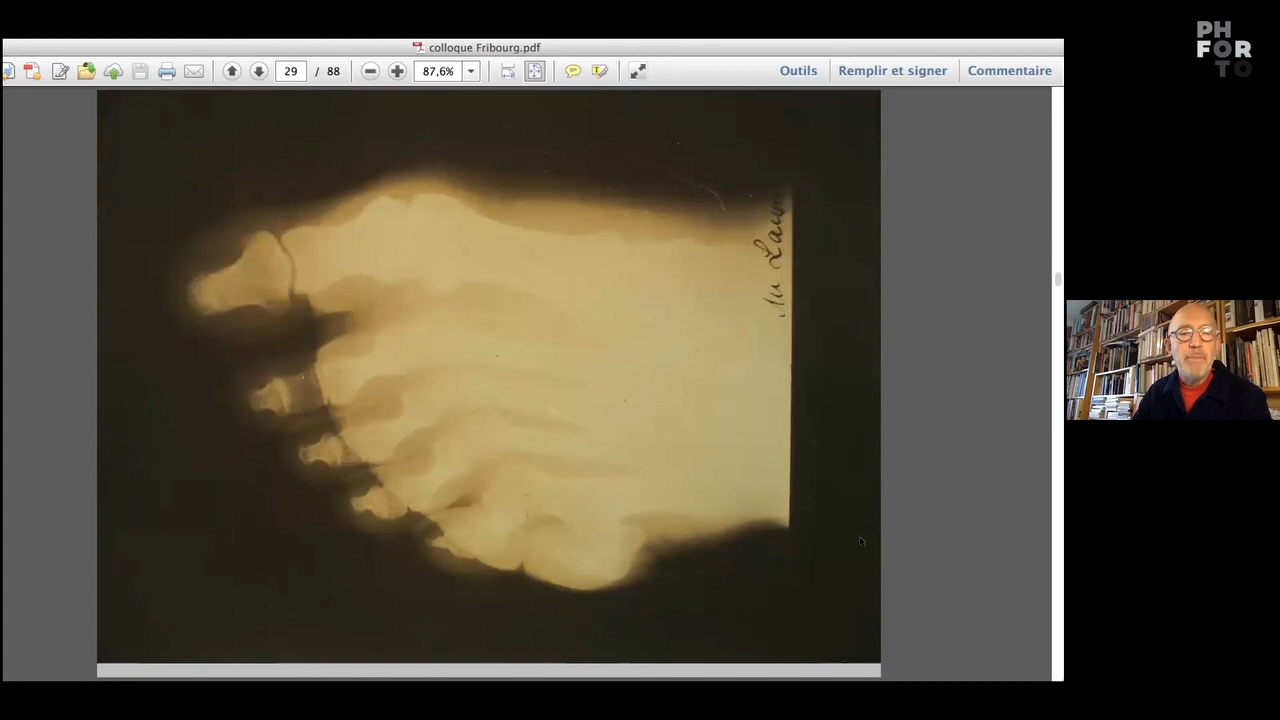 PH
FOR
TO
colloque Fribourg.pdf
29 / 88
87,6%
Outils
Remplir et signer
Commentaire